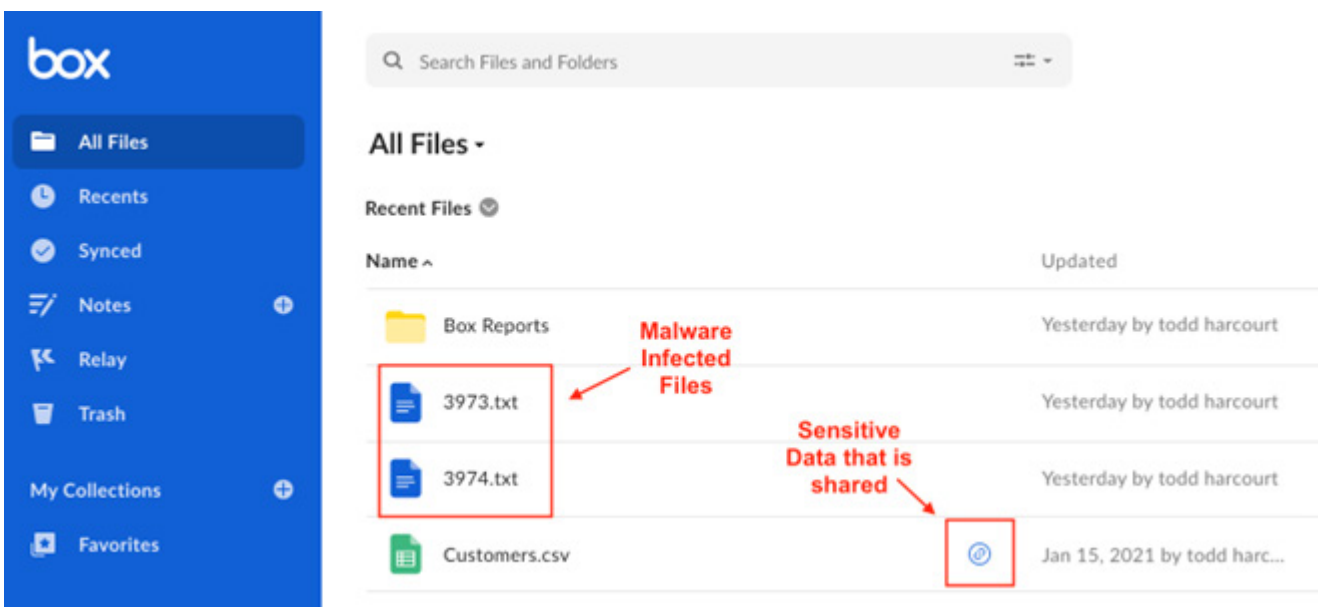 box
Search Files and Folders
All Files
All Files
Recents
Recent Files
Synced
Name
Updated
Notes
Box Reports
Yesterday by todd harcourt
Malware
Infected
Files
Relay
3973.txt
Yesterday by todd harcourt
Trash
Sensitive
Data that is
shared
3974.txt
Yesterday by todd harcourt
My Collections
Favorites
Customers.csv
Jan 15, 2021 by todd harc...